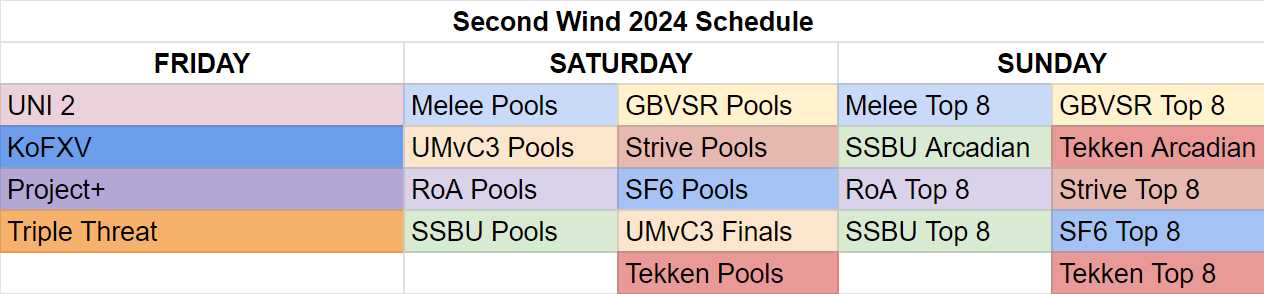 Second Wind 2024 Schedule
FRIDAY SATURDAY SUNDAY
UNI 2 Melee Pools GBVSR Pools Melee Top 8 GBVSR Top 8
KoFXV UMvC3 Pools Strive Pools SSBU Arcadian Tekken Arcadian
Project+ RoA Pools SF6 Pools RoA Top 8 Strive Top 8
Triple Threat SSBU Pools UMvC3 Finals SSBU Top 8 SF6 Top 8
Tekken Pools Tekken Top 8